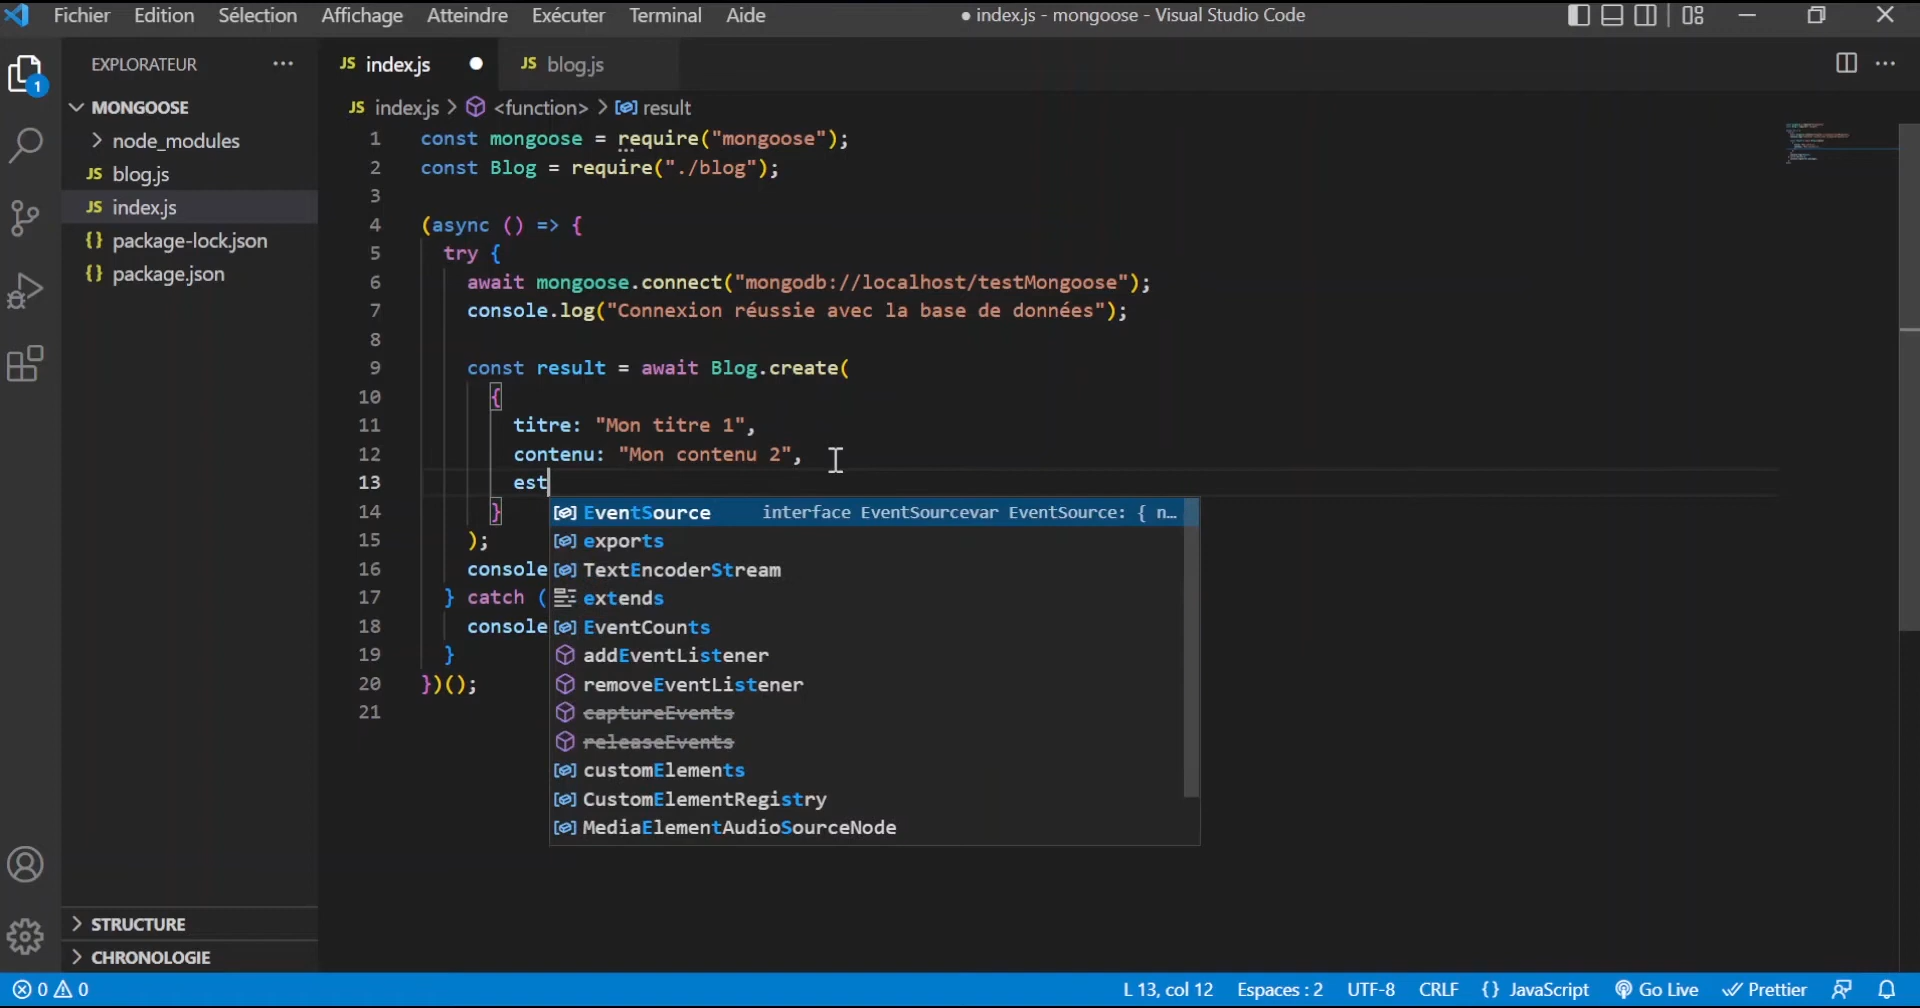 Fichier Edition Sélection Affichage Atteindre Exécuter Terminal Aide
● index.js - mongoose - Visual Studio Code
EXPLORATEUR
1
MONGOOSE
node_modules
JS blog.js
JS index.js
{} package-lock.json
{} package.json
STRUCTURE
CHRONOLOGIE
JS index.js ●
JS blog.js
JS index.js > <function> > result
1 const mongoose = require("mongoose");
2 const Blog = require("./blog");
3
4 (async () => {
5 try {
6 await mongoose.connect("mongodb://localhost/testMongoose");
7 console.log("Connexion réussie avec la base de données");
8
9 const result = await Blog.create(
10 {
11 titre: "Mon titre 1",
12 contenu: "Mon contenu 2",
13 est
14 }
15 );
16 console
17 } catch (
18 console
19 }
20 })();
21
EventSource interface EventSourcevar EventSource: { n…
exports
TextEncoderStream
extends
EventCounts
addEventListener
removeEventListener
captureEvents
releaseEvents
customElements
CustomElementRegistry
MediaElementAudioSourceNode
0 0
L 13, col 12 Espaces : 2 UTF-8 CRLF {} JavaScript Go Live Prettier